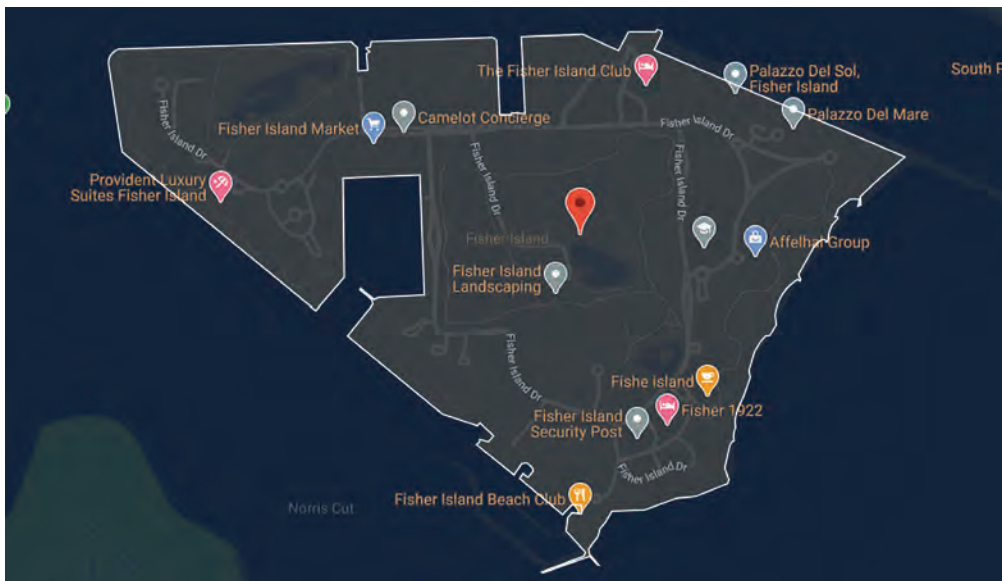 The Fisher Island Club
Palazzo Del Sol,
Fisher Island
South F
Palazzo Del Mare
Camelot Concierge
Fisher Island Market
Fisher Island Dr
Fisher Island Dr
Fisher Island Dr
Fisher Island Dr
Provident Luxury
Suites Fisher Island
Fisher Island
Affelhal Group
Fisher Island
Landscaping
Fisher Island Dr
Fishe island
Fisher 1922
Fisher Island
Security Post
Fisher Island Dr
Fisher Island Beach Club
Norris Cut